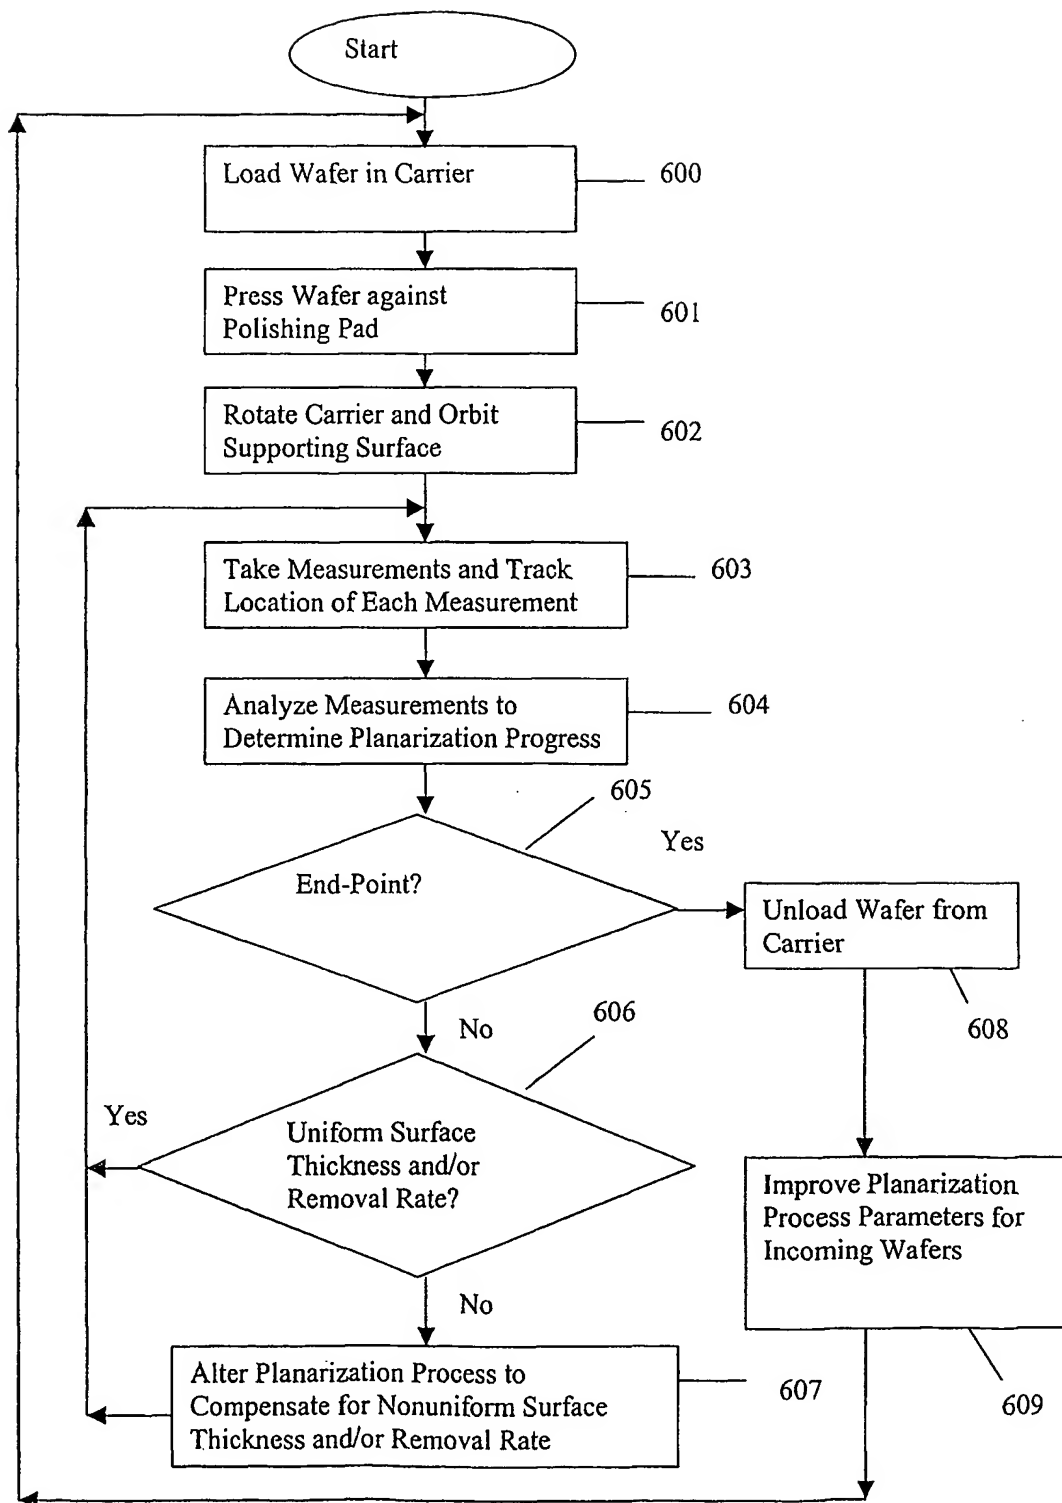 Start
Load Wafer in Carrier
600
Press Wafer against
Polishing Pad
601
Rotate Carrier and Orbit
Supporting Surface
602
Take Measurements and Track
Location of Each Measurement
603
Analyze Measurements to
Determine Planarization Progress
604
605
End-Point?
Yes
Unload Wafer from
Carrier
608
No
606
Yes
Uniform Surface
Thickness and/or
Removal Rate?
Improve Planarization
Process Parameters for
Incoming Wafers
609
No
Alter Planarization Process to
Compensate for Nonuniform Surface
Thickness and/or Removal Rate
607